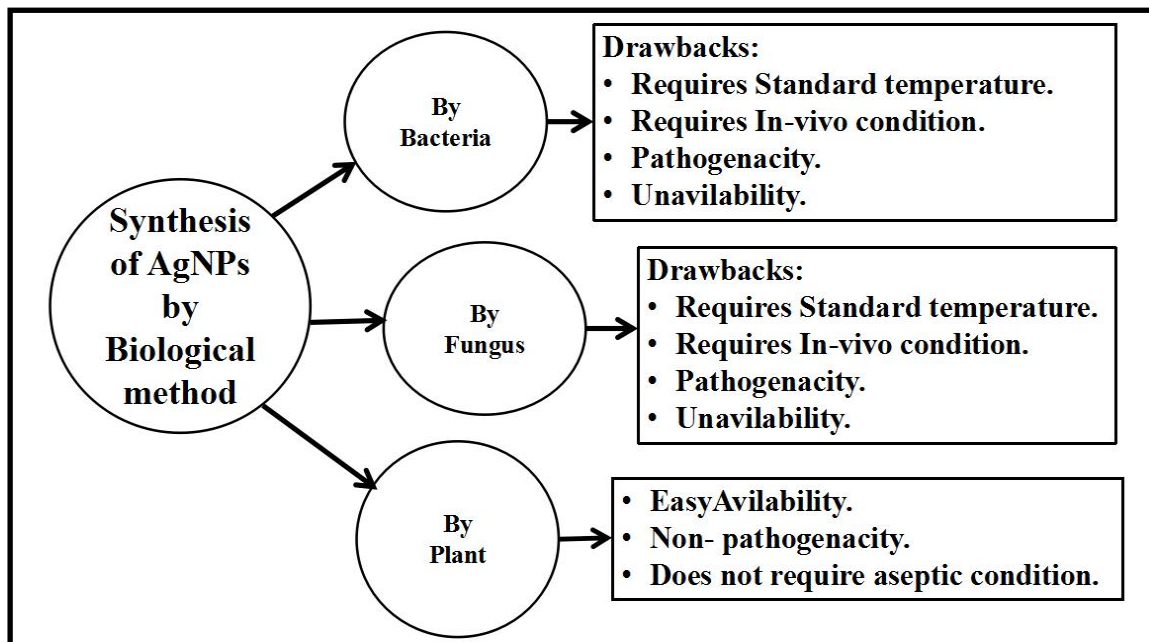 Synthesis
of AgNPs
by
Biological
method
By
Bacteria
Drawbacks:
• Requires Standard temperature.
• Requires In-vivo condition.
• Pathogenacity.
• Unavilability.
By
Fungus
Drawbacks:
• Requires Standard temperature.
• Requires In-vivo condition.
• Pathogenacity.
• Unavilability.
By
Plant
• EasyAvilability.
• Non- pathogenacity.
• Does not require aseptic condition.